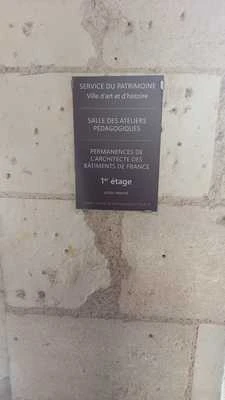 SERVICE DU PATRIMOINE
Ville d'art et d'histoire
SALLE DES ATELIERS
PÉDAGOGIQUES
PERMANENCES DE
L'ARCHITECTE DES
BÂTIMENTS DE FRANCE
1er étage